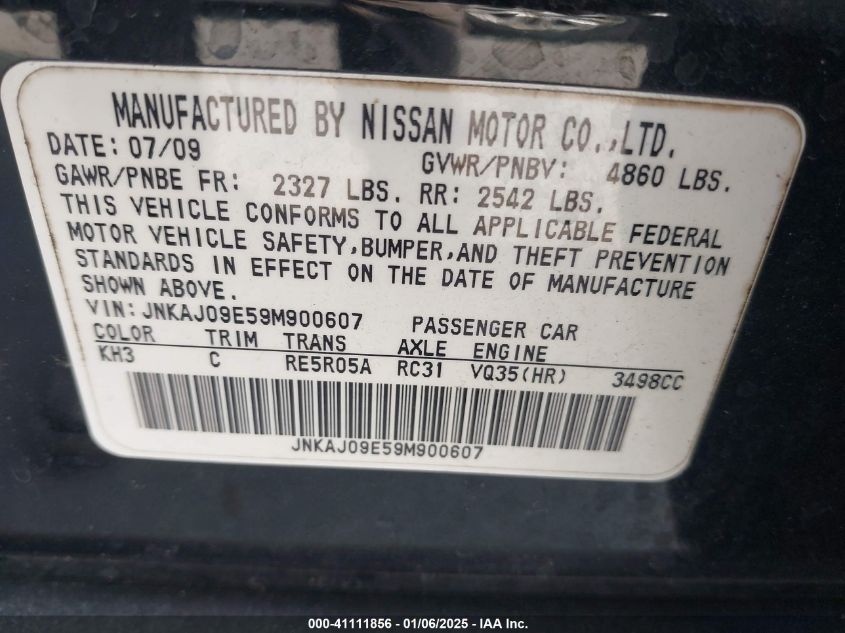 MANUFACTURED BY NISSAN MOTOR CO.,LTD.
DATE: 07/09 GVWR/PNBV: 4860 LBS.
GAWR/PNBE FR: 2327 LBS. RR: 2542 LBS.
THIS VEHICLE CONFORMS TO ALL APPLICABLE FEDERAL
MOTOR VEHICLE SAFETY,BUMPER,AND THEFT PREVENTION
STANDARDS IN EFFECT ON THE DATE OF MANUFACTURE
SHOWN ABOVE.
VIN: JNKAJ09E59M900607 PASSENGER CAR
COLOR TRIM TRANS AXLE ENGINE
KH3 C RE5R05A RC31 VQ35(HR) 3498CC
JNKAJ09E59M900607
000-41111856 - 01/06/2025 - IAA Inc.